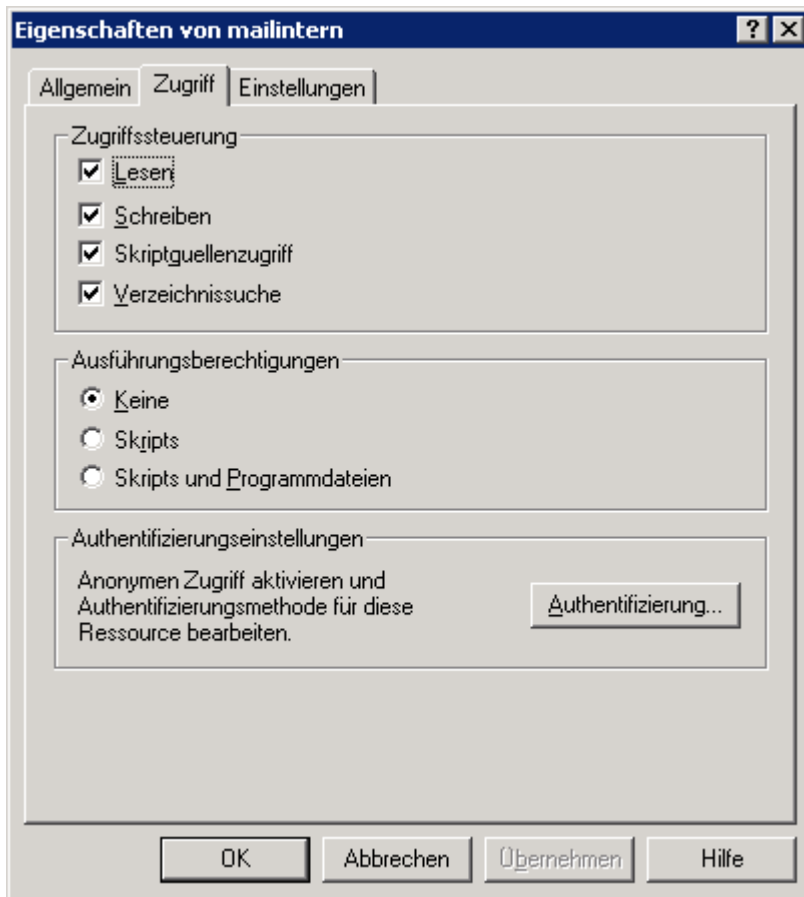 Eigenschaften von mailintern
Allgemein Zugriff Einstellungen
Zugriffssteuerung
Lesen
Schreiben
Skriptquellenzugriff
Verzeichnissuche
Ausführungsberechtigungen
Keine
Skripts
Skripts und Programmdateien
Authentifizierungseinstellungen
Anonymen Zugriff aktivieren und
Authentifizierungsmethode für diese
Ressource bearbeiten.
Authentifizierung...
OK Abbrechen Übernehmen Hilfe